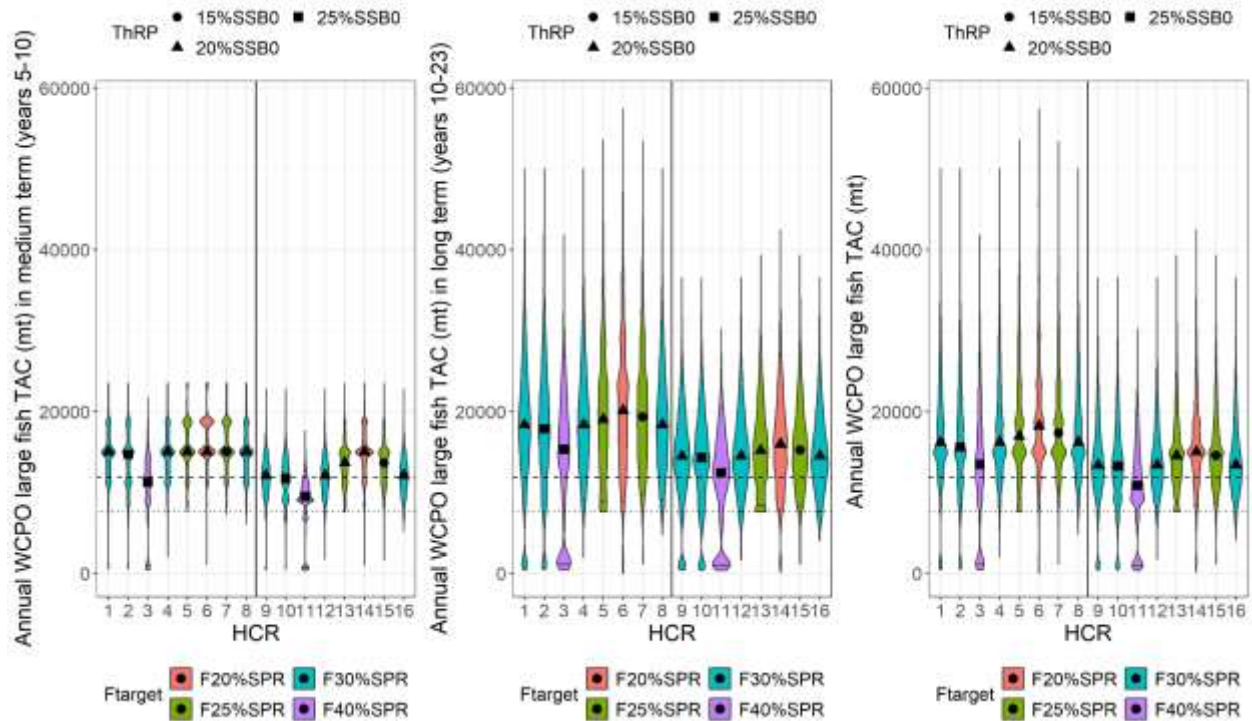 ThRP ● 15%SSB0 ■ 25%SSB0
▲ 20%SSB0
Annual WCPO large fish TAC (mt) in medium term (years 5-10)
60000
40000
20000
0
1 2 3 4 5 6 7 8 9 10 11 12 13 14 15 16
HCR
Ftarget F20%SPR F30%SPR
F25%SPR F40%SPR
ThRP ● 15%SSB0 ■ 25%SSB0
▲ 20%SSB0
Annual WCPO large fish TAC (mt) in long term (years 10-23)
60000
40000
20000
0
1 2 3 4 5 6 7 8 9 10 11 12 13 14 15 16
HCR
Ftarget F20%SPR F30%SPR
F25%SPR F40%SPR
ThRP ● 15%SSB0 ■ 25%SSB0
▲ 20%SSB0
Annual WCPO large fish TAC (mt)
60000
40000
20000
0
1 2 3 4 5 6 7 8 9 10 11 12 13 14 15 16
HCR
Ftarget F20%SPR F30%SPR
F25%SPR F40%SPR